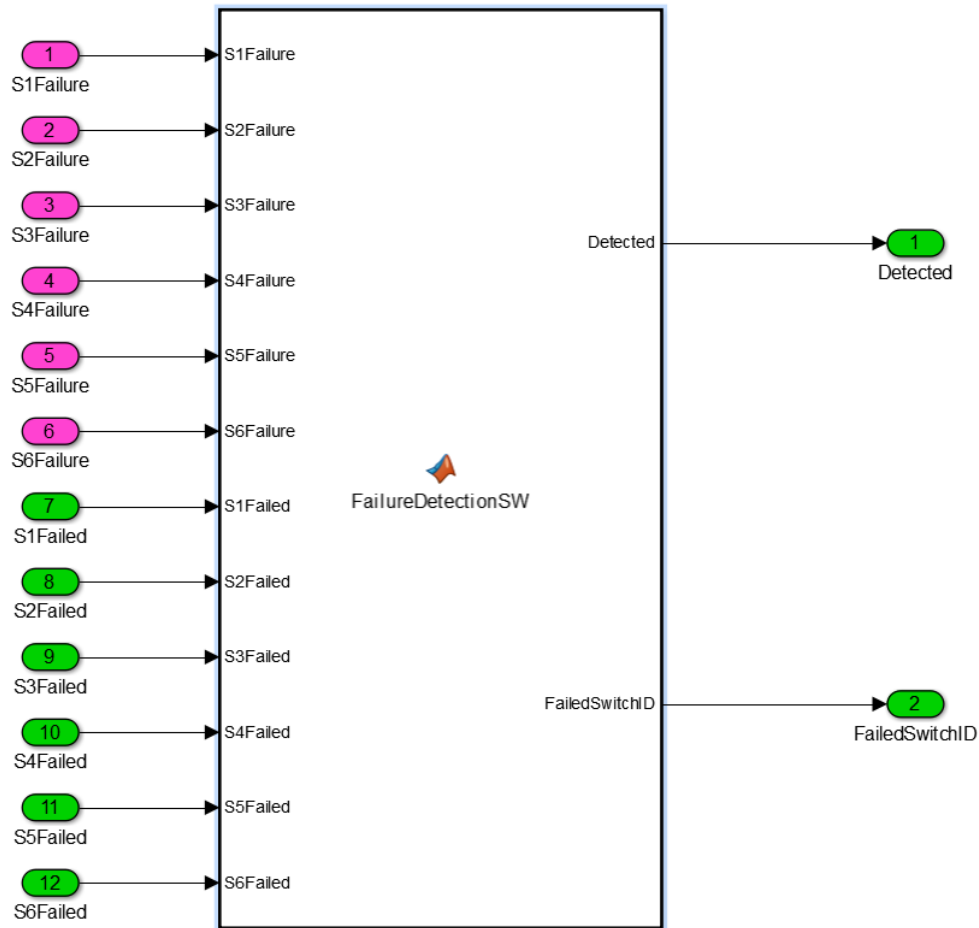 1
S1Failure
S1Failure
2
S2Failure
S2Failure
3
S3Failure
S3Failure
4
S4Failure
S4Failure
5
S5Failure
S5Failure
6
S6Failure
S6Failure
7
S1Failed
S1Failed
8
S2Failed
S2Failed
9
S3Failed
S3Failed
10
S4Failed
S4Failed
11
S5Failed
S5Failed
12
S6Failed
S6Failed
FailureDetectionSW
Detected
1
Detected
FailedSwitchID
2
FailedSwitchID